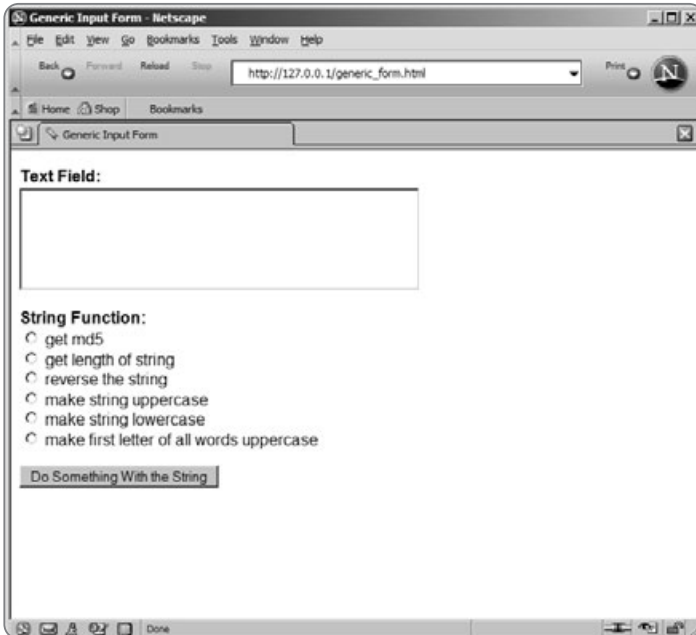 Generic Input Form - Netscape
File Edit View Go Bookmarks Tools Window Help
Back Forward Reload Stop http://127.0.0.1/generic_form.html Print N
Home Shop Bookmarks
Generic Input Form
Text Field:
String Function:
get md5
get length of string
reverse the string
make string uppercase
make string lowercase
make first letter of all words uppercase
Do Something With the String
Done